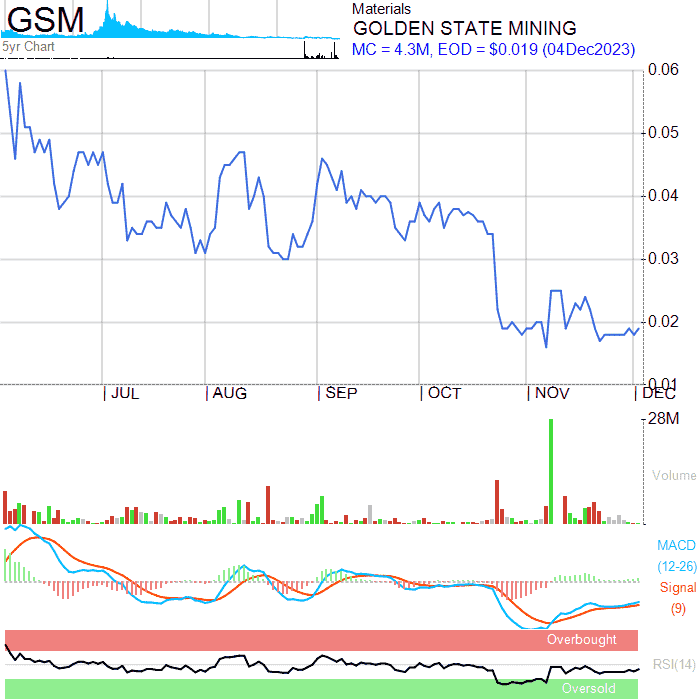 GSM
5yr Chart
Materials
GOLDEN STATE MINING
MC = 4.3M, EOD = $0.019 (04Dec2023)
0.06
0.05
0.04
0.03
0.02
0.01
JUL AUG SEP OCT NOV DEC
28M
Volume
MACD
(12-26)
Signal
(9)
Overbought
RSI(14)
Oversold